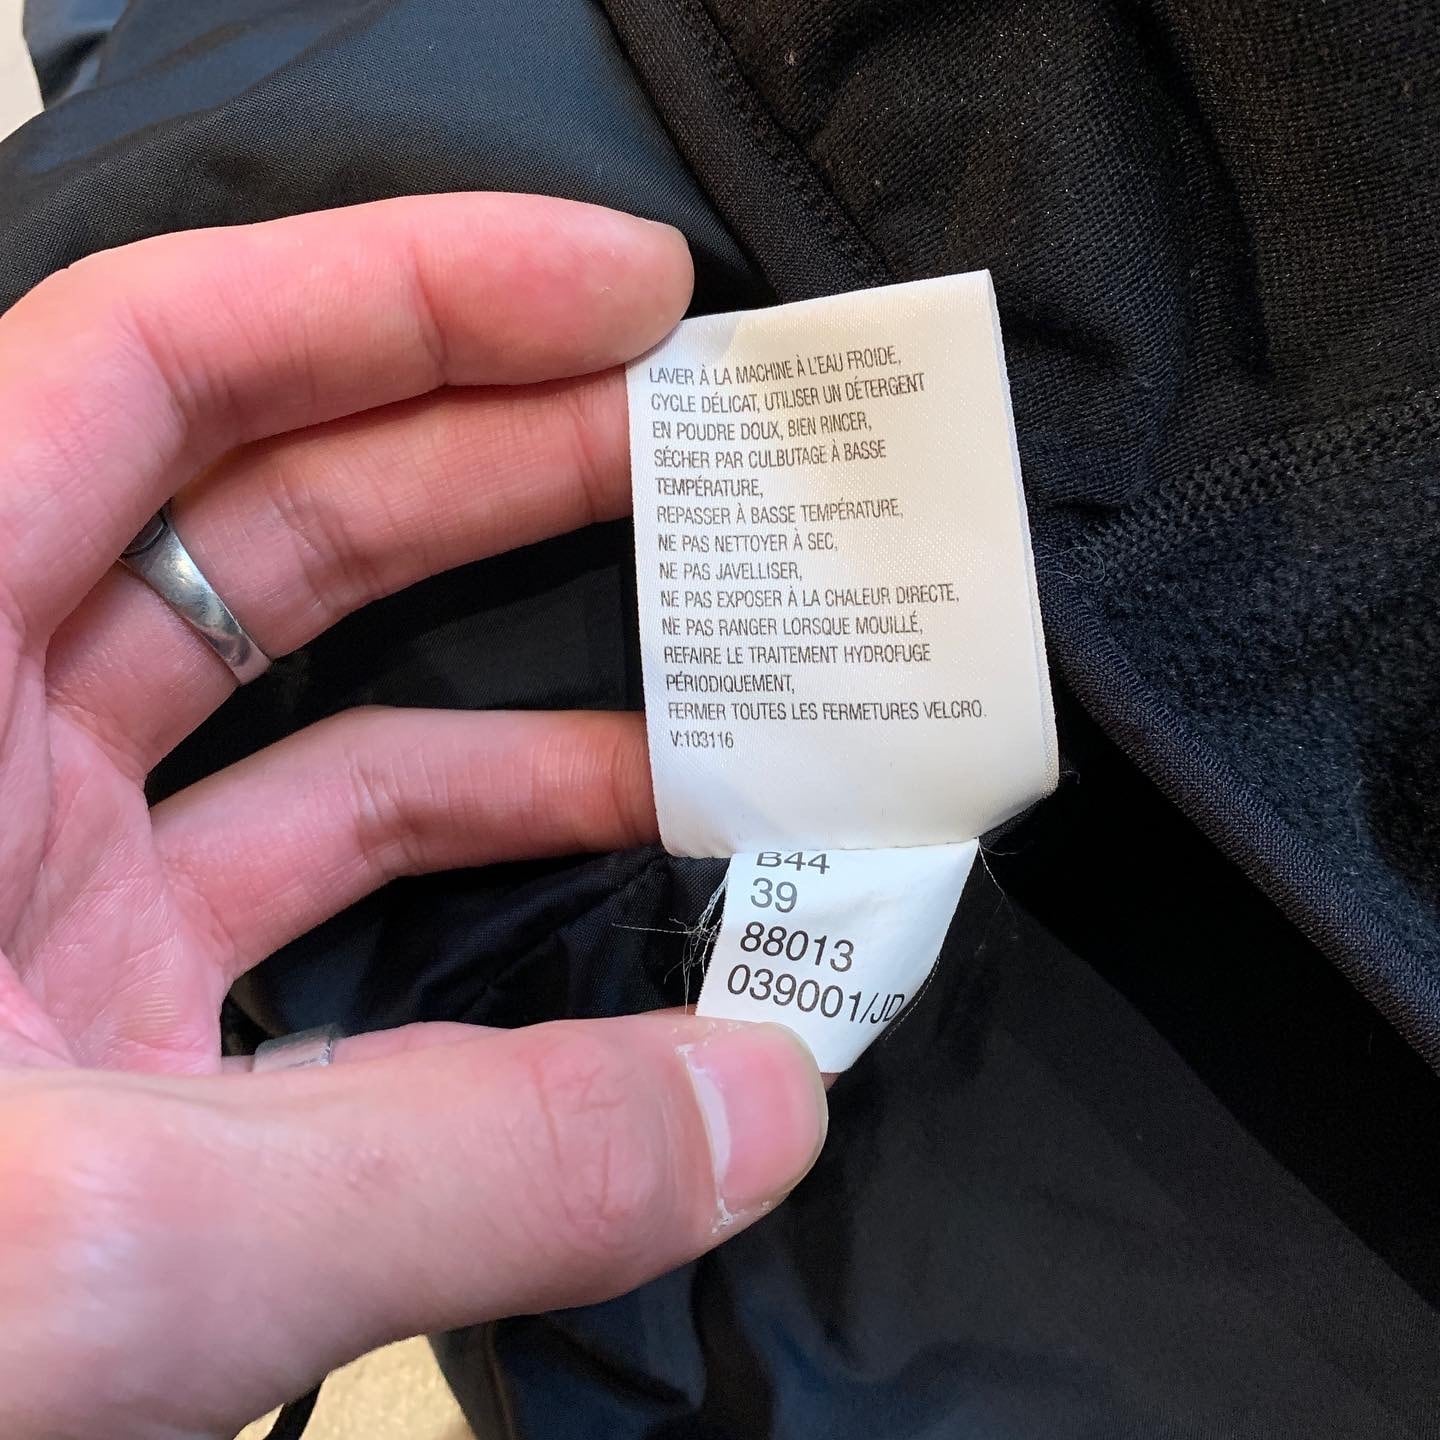 LAVER À LA MACHINE À L'EAU FROIDE,
CYCLE DÉLICAT, UTILISER UN DÉTERGENT
EN POUDRE DOUX, BIEN RINCER,
SÉCHER PAR CULBUTAGE À BASSE
TEMPÉRATURE,
REPASSER À BASSE TEMPÉRATURE,
NE PAS NETTOYER À SEC,
NE PAS JAVELLISER,
NE PAS EXPOSER À LA CHALEUR DIRECTE,
NE PAS RANGER LORSQUE MOUILLÉ,
REFAIRE LE TRAITEMENT HYDROFUGE
PÉRIODIQUEMENT,
FERMER TOUTES LES FERMETURES VELCRO.
V:103116
B44
39
88013
039001/JD